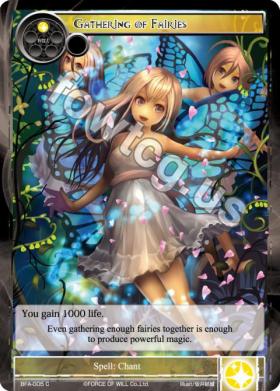 Gathering of Fairies
WILL
fowtcg.us
You gain 1000 life.
Even gathering enough fairies together is enough
to produce powerful magic.
Spell: Chant
BFA-005 C
©FORCE OF WILL Co.Ltd.